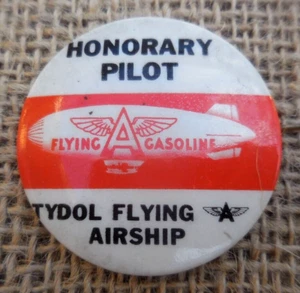 HONORARY
PILOT
FLYING A GASOLINE
TYDOL FLYING A
AIRSHIP